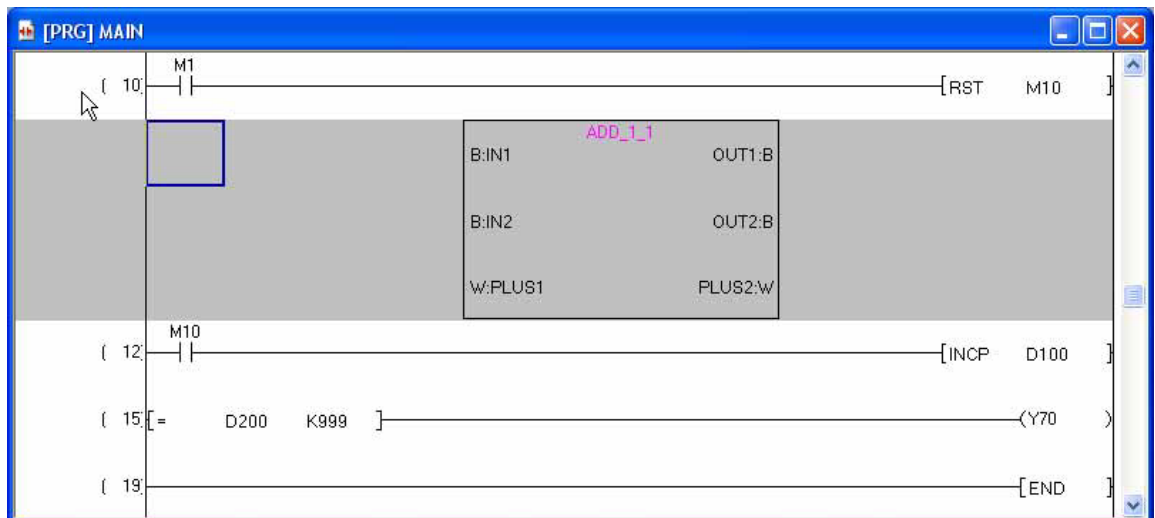 [PRG] MAIN
M1
( 10) [RST M10 ]
ADD_1_1
B:IN1 OUT1:B
B:IN2 OUT2:B
W:PLUS1 PLUS2:W
M10
( 12) [INCP D100 ]
( 15) [= D200 K999 ] (Y70 )
( 19) [END ]